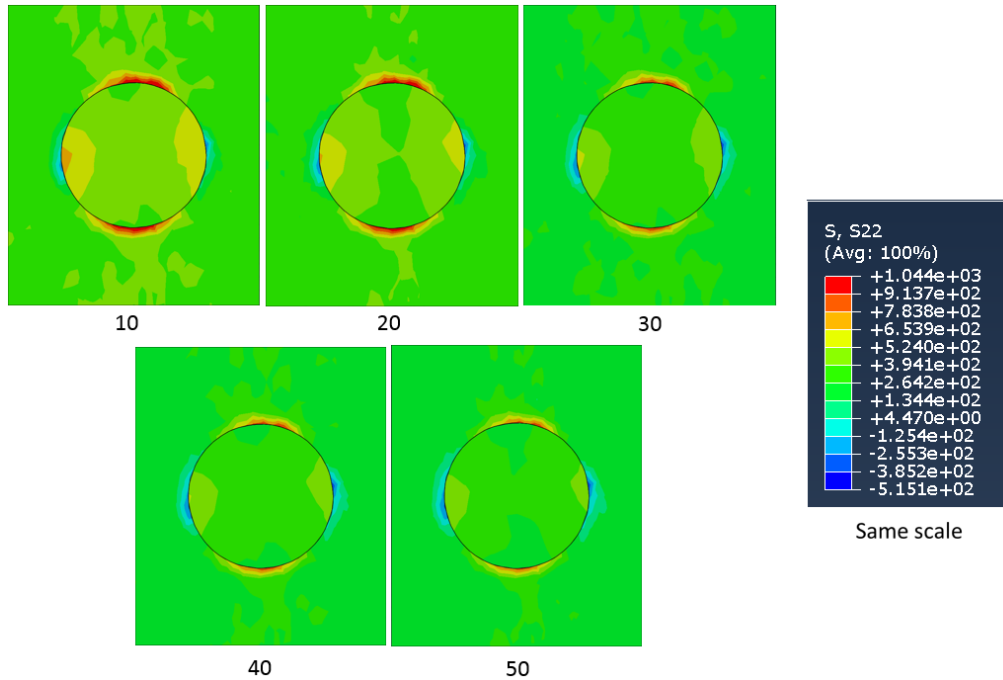 10
20
30
S, S22
(Avg: 100%)
+1.044e+03
+9.137e+02
+7.838e+02
+6.539e+02
+5.240e+02
+3.941e+02
+2.642e+02
+1.344e+02
+4.470e+00
-1.254e+02
-2.553e+02
-3.852e+02
-5.151e+02
Same scale
40
50